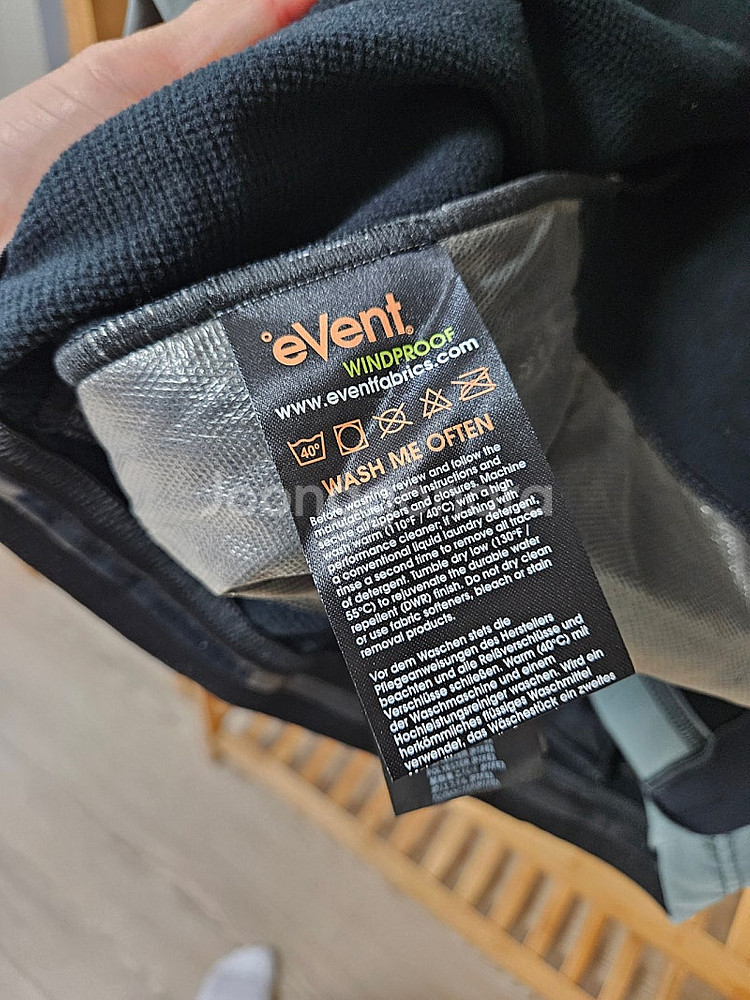 eVent®
WINDPROOF
www.eventfabrics.com
40°
WASH ME OFTEN
Before washing review and follow the
manufacturer's care instructions and
secure all zippers and closures. Machine
wash warm (110°F / 40°C) with a high
performance cleaner; if washing with
a conventional liquid laundry detergent,
rinse a second time to remove all traces
of detergent. Tumble dry low (130°F /
55°C) to rejuvenate the durable water
repellent (DWR) finish. Do not dry clean
or use fabric softeners, bleach or stain
removal products.
Vor dem Waschen stets die
Pflegeanweisungen des Herstellers
beachten und alle Reißverschlüsse und
Verschlüsse schließen. Warm (40°C) mit
der Waschmaschine und einem
Hochleistungsreiniger waschen. Wird ein
herkömmliches flüssiges Waschmittel
verwendet das Wäschestück ein zweites